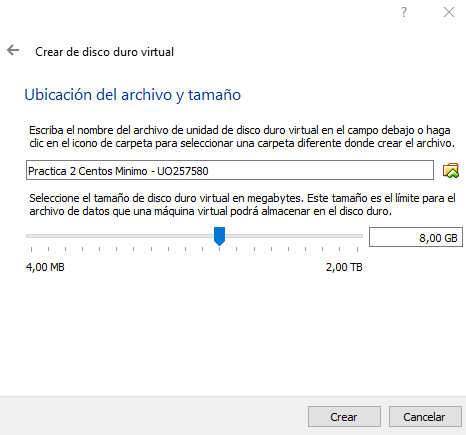 ?
Crear de disco duro virtual
Ubicación del archivo y tamaño
Escriba el nombre del archivo de unidad de disco duro virtual en el campo debajo o haga
clic en el icono de carpeta para seleccionar una carpeta diferente donde crear el archivo.
Practica 2 Centos Minimo - UO257580
Seleccione el tamaño de disco duro virtual en megabytes. Este tamaño es el límite para el
archivo de datos que una máquina virtual podrá almacenar en el disco duro.
8,00 GB
4,00 MB
2,00 TB
Crear
Cancelar